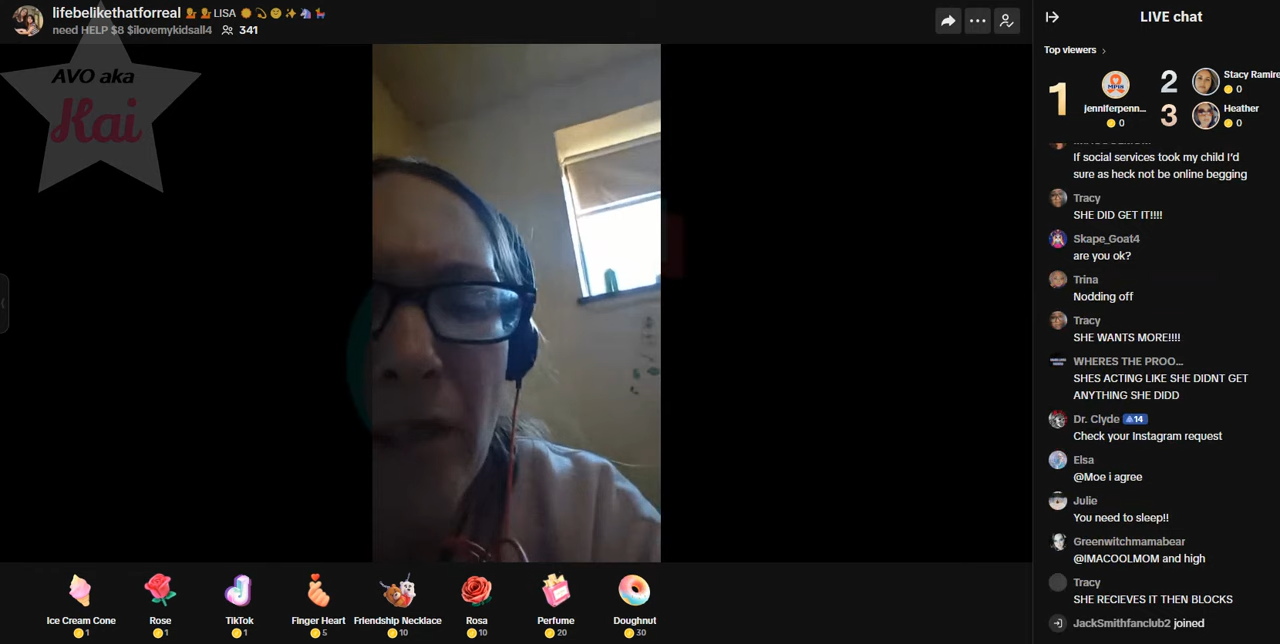 lifebelikethatforreal 💁 💁 LISA
need HELP $8 $ilovemykidsall4 341
AVO aka
Kai
LIVE chat
Top viewers
1
jenniferpenn...
0
2
Stacy Ramire
0
3
Heather
0
If social services took my child I'd
sure as heck not be online begging
Tracy
SHE DID GET IT!!!!
Skape_Goat4
are you ok?
Trina
Nodding off
Tracy
SHE WANTS MORE!!!!
WHERES THE PROO...
SHES ACTING LIKE SHE DIDNT GET
ANYTHING SHE DIDD
Dr. Clyde 14
Check your Instagram request
Elsa
@Moe i agree
Julie
You need to sleep!!
Greenwitchmamabear
@IMACOOLMOM and high
Tracy
SHE RECIEVES IT THEN BLOCKS
JackSmithfanclub2 joined
Ice Cream Cone
1
Rose
1
TikTok
1
Finger Heart
5
Friendship Necklace
10
Rosa
10
Perfume
20
Doughnut
30